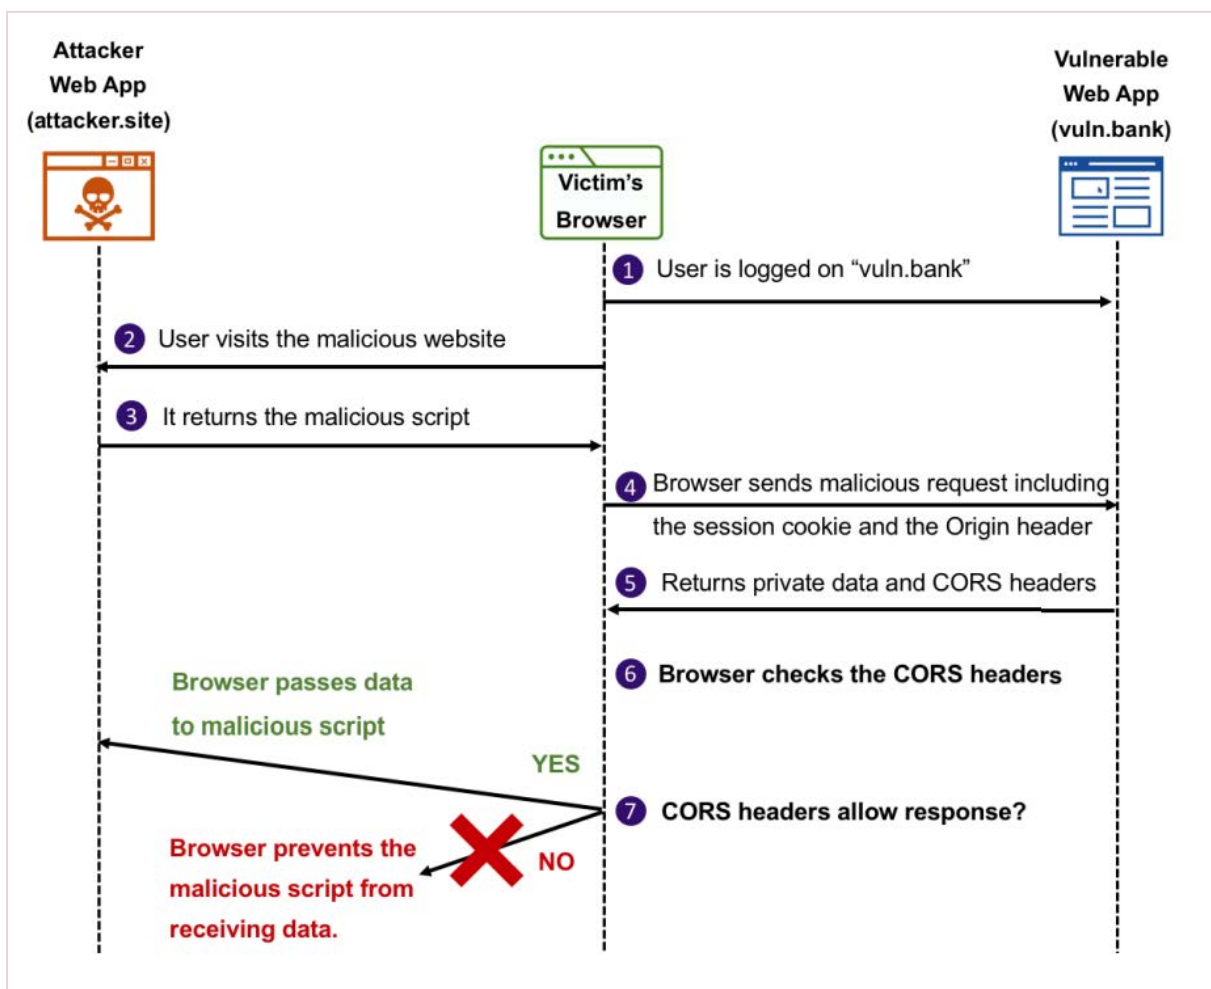 Attacker
Web App
(attacker.site)
Vulnerable
Web App
(vuln.bank)
Victim's
Browser
1 User is logged on “vuln.bank”
2 User visits the malicious website
3 It returns the malicious script
4 Browser sends malicious request including
the session cookie and the Origin header
5 Returns private data and CORS headers
6 Browser checks the CORS headers
Browser passes data
to malicious script
YES
7 CORS headers allow response?
NO
Browser prevents the
malicious script from
receiving data.